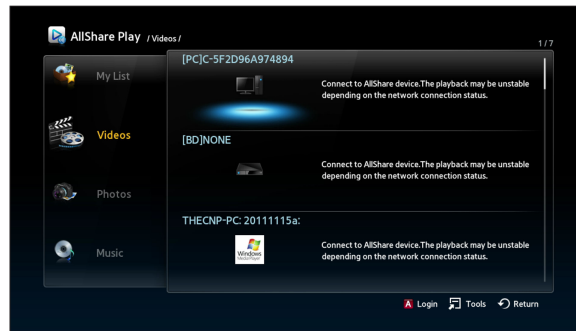 AllShare Play / Videos /
1 / 7
My List
Videos
Photos
Music
[PC]C-5F2D96A974894
Connect to AllShare device.The playback may be unstable
depending on the network connection status.
[BD]NONE
Connect to AllShare device.The playback may be unstable
depending on the network connection status.
THECNP-PC: 20111115a:
Windows
Media Player
Connect to AllShare device.The playback may be unstable
depending on the network connection status.
A Login Tools Return